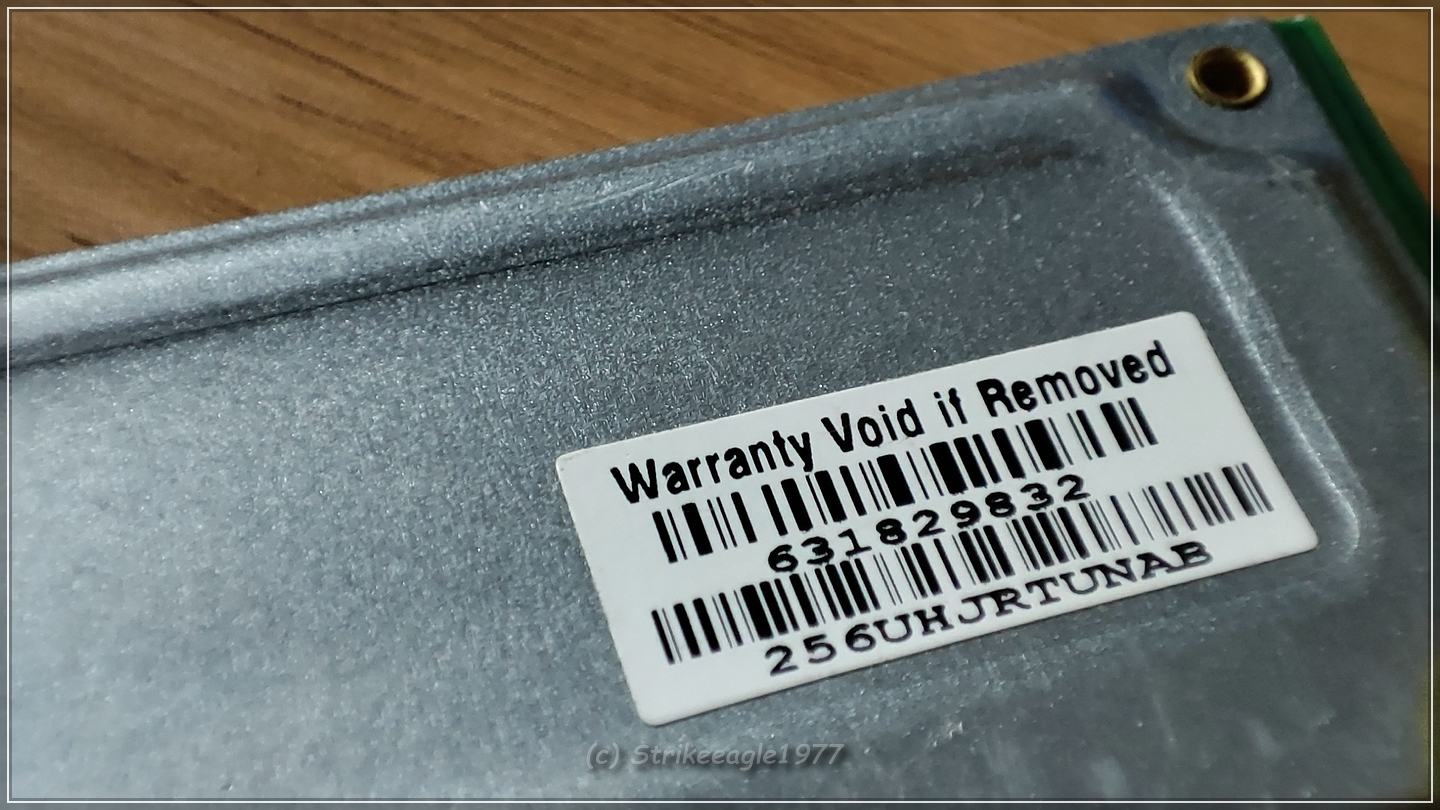 Warranty Void if Removed
631829832
256UHJRTUNAB
(c) Strikeeagle1977